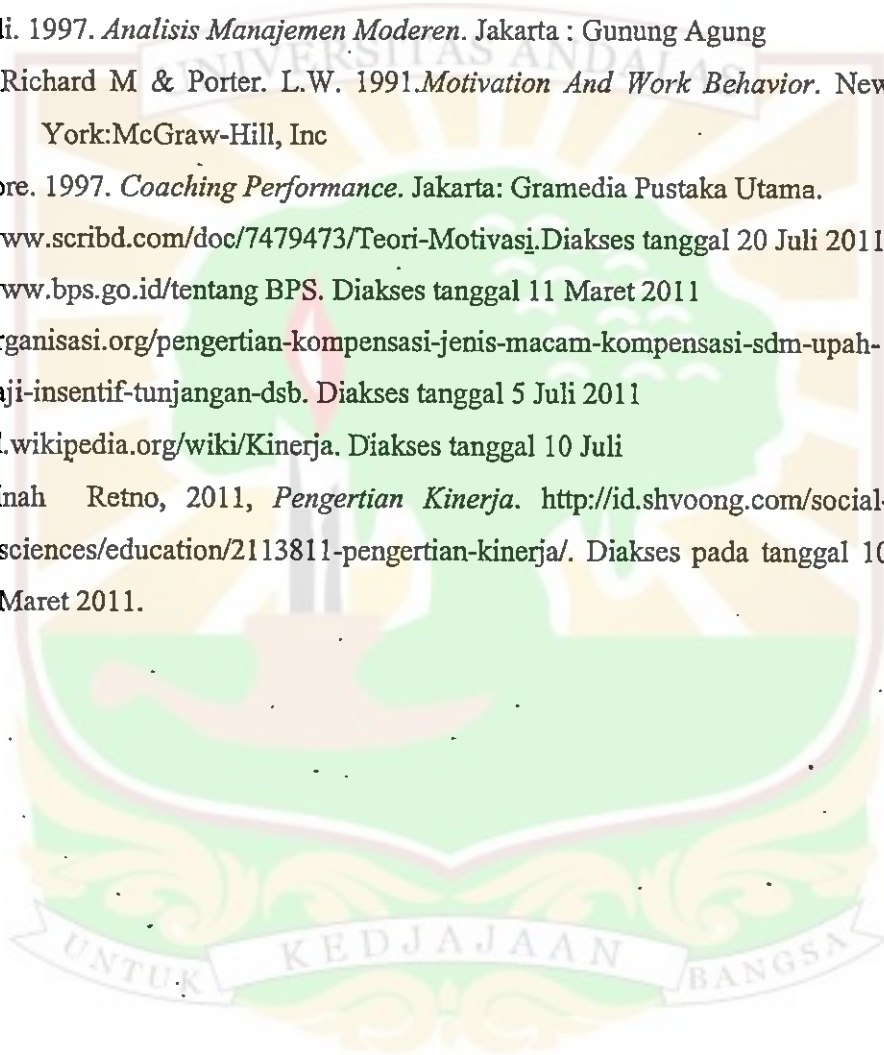 di. 1997. Analisis Manajemen Moderen. Jakarta : Gunung Agung
UNIVERSITAS ANDALAS
Richard M & Porter. L.W. 1991.Motivation And Work Behavior. New
York:McGraw-Hill, Inc
ore. 1997. Coaching Performance. Jakarta: Gramedia Pustaka Utama.
ww.scribd.com/doc/7479473/Teori-Motivasi.Diakses tanggal 20 Juli 2011
ww.bps.go.id/tentang BPS. Diakses tanggal 11 Maret 2011
rganisasi.org/pengertian-kompensasi-jenis-macam-kompensasi-sdm-upah-
aji-insentif-tunjangan-dsb. Diakses tanggal 5 Juli 2011
.wikipedia.org/wiki/Kinerja. Diakses tanggal 10 Juli
inah Retno, 2011, Pengertian Kinerja. http://id.shvoong.com/social-
sciences/education/2113811-pengertian-kinerja/. Diakses pada tanggal 10
Maret 2011.
UNTUK KEDJAJAAN BANGSA